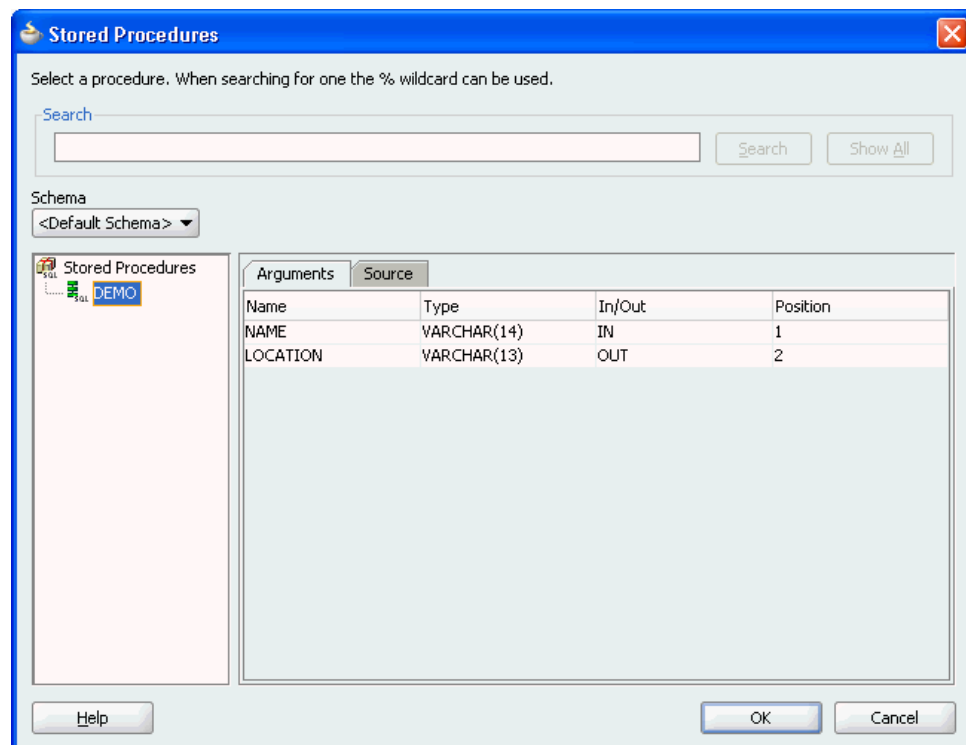 Stored Procedures
Select a procedure. When searching for one the % wildcard can be used.
Search
Search Show All
Schema
<Default Schema>
Stored Procedures
DEMO
Arguments Source
Name Type In/Out Position
NAME VARCHAR(14) IN 1
LOCATION VARCHAR(13) OUT 2
Help OK Cancel